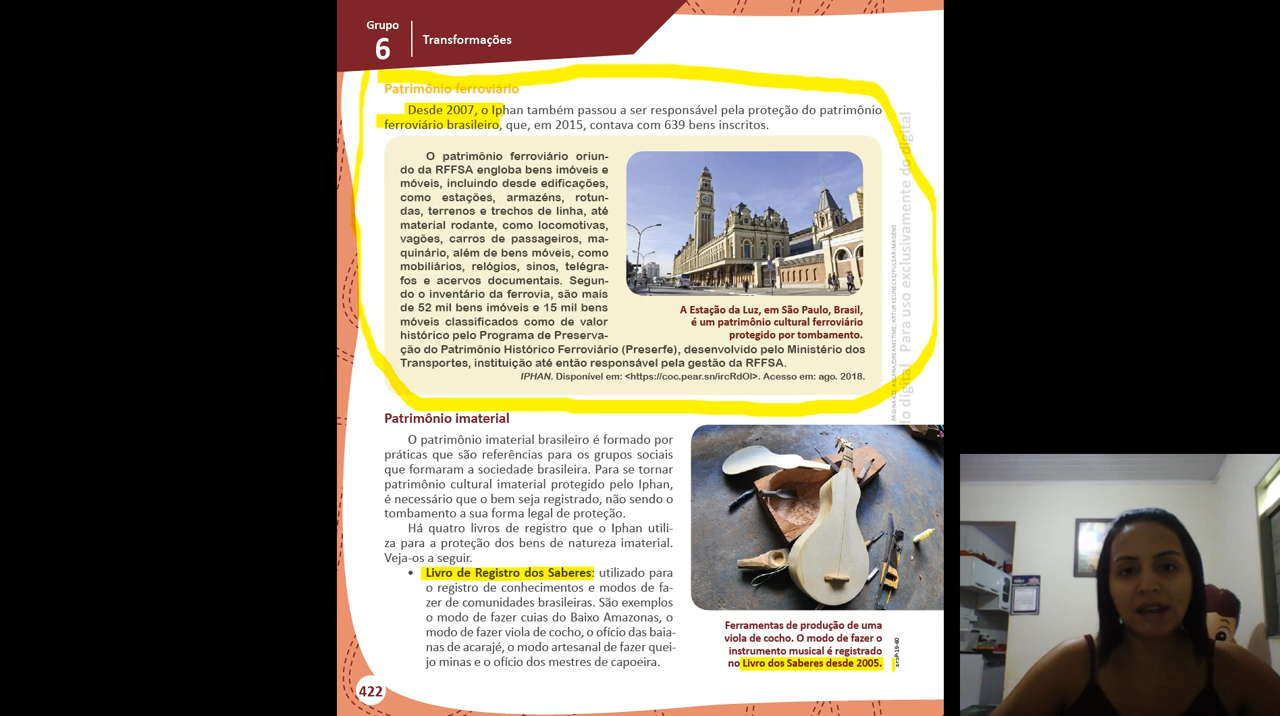 Grupo
6
Transformações
Patrimônio ferroviário
Desde 2007, o Iphan também passou a ser responsável pela proteção do patrimônio
ferroviário brasileiro, que, em 2015, contava com 639 bens inscritos.
O patrimônio ferroviário oriun-
do da RFFSA engloba bens imóveis e
móveis, incluindo desde edificações,
como estações, armazéns, rotun-
das, terrenos e trechos de linha, até
material rodante, como locomotivas,
vagões, carros de passageiros, ma-
quinário, além de bens móveis, como
mobiliários, relógios, sinos, telégra-
fos e acervos documentais. Segun-
do o inventário da ferrovia, são mais
de 52 mil bens imóveis e 15 mil bens
móveis classificados como de valor
histórico pelo Programa de Preserva-
ção do Patrimônio Histórico Ferroviário (Preserfe), desenvolvido pelo Ministério dos
Transportes, instituição até então responsável pela gestão da RFFSA.
IPHAN. Disponível em: <https://coc.pear.sn/ircRdOl>. Acesso em: ago. 2018.
A Estação da Luz, em São Paulo, Brasil,
é um patrimônio cultural ferroviário
protegido por tombamento.
do digital Para uso exclusivamente do digital
Patrimônio imaterial
O patrimônio imaterial brasileiro é formado por
práticas que são referências para os grupos sociais
que formaram a sociedade brasileira. Para se tornar
patrimônio cultural imaterial protegido pelo Iphan,
é necessário que o bem seja registrado, não sendo o
tombamento a sua forma legal de proteção.
Há quatro livros de registro que o Iphan utili-
za para a proteção dos bens de natureza imaterial.
Veja-os a seguir.
• Livro de Registro dos Saberes: utilizado para
o registro de conhecimentos e modos de fa-
zer de comunidades brasileiras. São exemplos
o modo de fazer cuias do Baixo Amazonas, o
modo de fazer viola de cocho, o ofício das baia-
nas de acarajé, o modo artesanal de fazer quei-
jo minas e o ofício dos mestres de capoeira.
Ferramentas de produção de uma
viola de cocho. O modo de fazer o
instrumento musical é registrado
no Livro dos Saberes desde 2005.
422